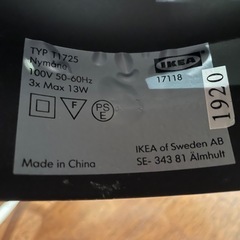 TYP T1725
Nymåne
100V 50-60Hz
3x Max 13W
IKEA
17118
F
PS
E
1920
IKEA of Sweden AB
SE- 343 81 Älmhult
Made in China